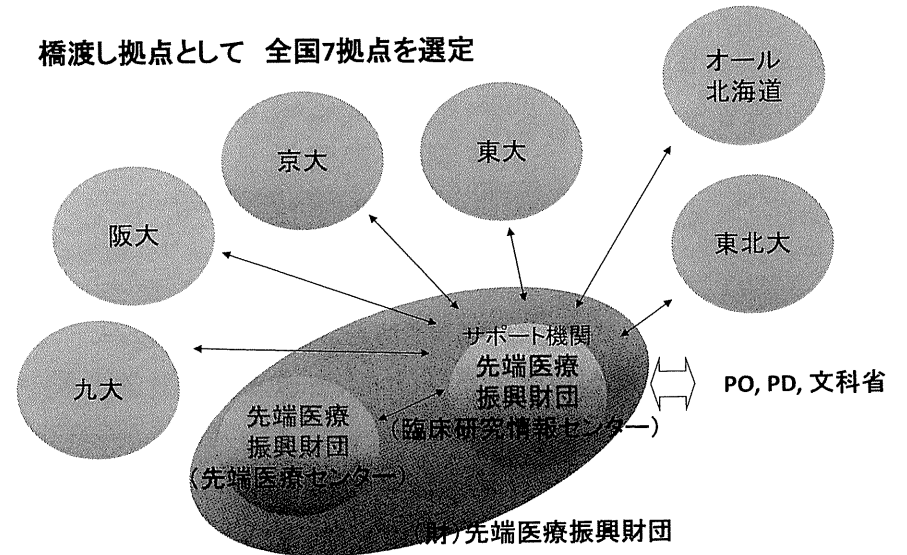 橋渡し拠点として 全国7拠点を選定
オール
北海道
京大
東大
阪大
東北大
サポート機関
先端医療
振興財団
(臨床研究情報センター)
PO, PD, 文科省
九大
先端医療
振興財団
(先端医療センター)
(財)先端医療振興財団